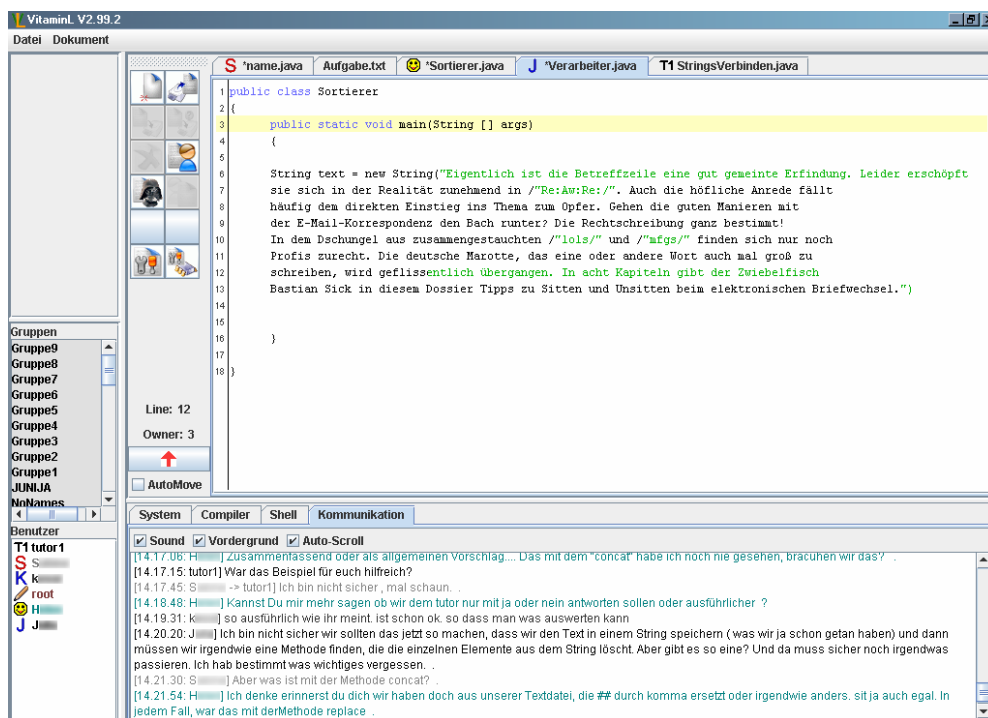 VitaminL V2.99.2
Datei Dokument
S *name.java Aufgabe.txt *Sortierer.java J *Verarbeiter.java T1 StringsVerbinden.java
1 public class Sortierer
2 {
3 public static void main(String [] args)
4 {
5
6 String text = new String("Eigentlich ist die Betreffzeile eine gut gemeinte Erfindung. Leider erschöpft
7 sie sich in der Realität zunehmend in /"Re:Aw:Re:/". Auch die höfliche Anrede fällt
8 häufig dem direkten Einstieg ins Thema zum Opfer. Gehen die guten Manieren mit
9 der E-Mail-Korrespondenz den Bach runter? Die Rechtschreibung ganz bestimmt!
10 In dem Dschungel aus zusammengestauchten /"lols/" und /"mfgs/" finden sich nur noch
11 Profis zurecht. Die deutsche Marotte, das eine oder andere Wort auch mal groß zu
12 schreiben, wird geflissentlich übergangen. In acht Kapiteln gibt der Zwiebelfisch
13 Bastian Sick in diesem Dossier Tipps zu Sitten und Unsitten beim elektronischen Briefwechsel.")
14
15
16 }
17
18 }
Line: 12
Owner: 3
AutoMove
Gruppen
Gruppe9
Gruppe8
Gruppe7
Gruppe6
Gruppe5
Gruppe4
Gruppe3
Gruppe2
Gruppe1
JUNIJA
NoNames
Benutzer
T1 tutor1
S S
K k
root
H
J J
System Compiler Shell Kommunikation
Sound Vordergrund Auto-Scroll
[14.17.06: H ] Zusammenfassend oder als allgemeinen Vorschlag.... Das mit dem "concat" habe ich noch nie gesehen, bracuhen wir das? .
[14.17.15: tutor1] War das Beispiel für euch hilfreich?
[14.17.45: S -> tutor1] Ich bin nicht sicher , mal schaun. .
[14.18.48: H ] Kannst Du mir mehr sagen ob wir dem tutor nur mit ja oder nein antworten sollen oder ausführlicher ?
[14.19.31: k ] so ausführlich wie ihr meint. ist schon ok. so dass man was auswerten kann
[14.20.20: J ] Ich bin nicht sicher wir sollten das jetzt so machen, dass wir den Text in einem String speichern ( was wir ja schon getan haben) und dann
müssen wir irgendwie eine Methode finden, die die einzelnen Elemente aus dem String löscht. Aber gibt es so eine? Und da muss sicher noch irgendwas
passieren. Ich hab bestimmt was wichtiges vergessen. .
[14.21.30: S ] Aber was ist mit der Methode concat? .
[14.21.54: H ] Ich denke erinnerst du dich wir haben doch aus unserer Textdatei, die ## durch komma ersetzt oder irgendwie anders. sit ja auch egal. In
jedem Fall, war das mit derMethode replace .